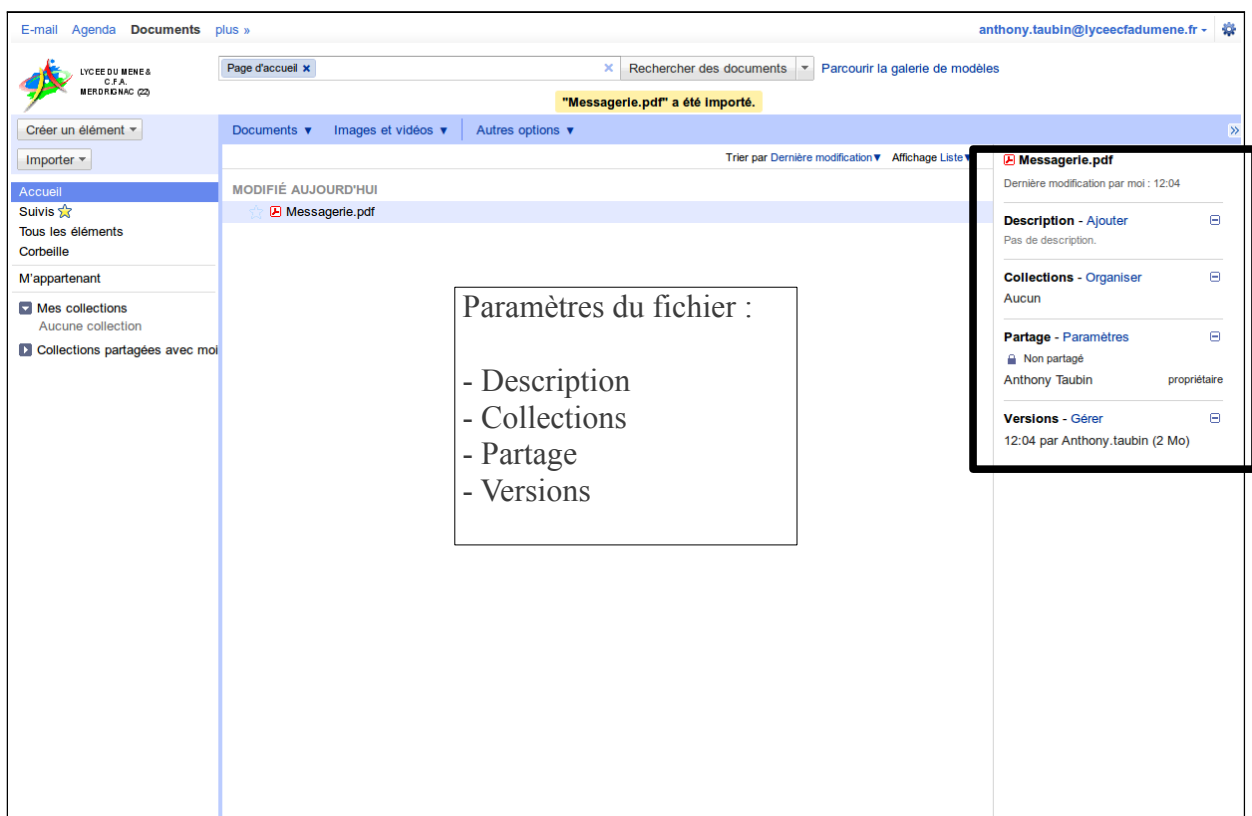 E-mail Agenda Documents plus »
anthony.taubin@lyceecfadumene.fr
LYCEE DU MENE &
C.F.A.
MERDRIGNAC (22)
Page d'accueil x
Rechercher des documents
Parcourir la galerie de modèles
"Messagerie.pdf" a été importé.
Créer un élément
Importer
Documents Images et vidéos Autres options
»
Trier par Dernière modification Affichage Liste
Accueil
Suivis
Tous les éléments
Corbeille
M'appartenant
Mes collections
Aucune collection
Collections partagées avec moi
MODIFIÉ AUJOURD'HUI
Messagerie.pdf
Paramètres du fichier :
- Description
- Collections
- Partage
- Versions
Messagerie.pdf
Dernière modification par moi : 12:04
Description - Ajouter
Pas de description.
Collections - Organiser
Aucun
Partage - Paramètres
Non partagé
Anthony Taubin propriétaire
Versions - Gérer
12:04 par Anthony.taubin (2 Mo)